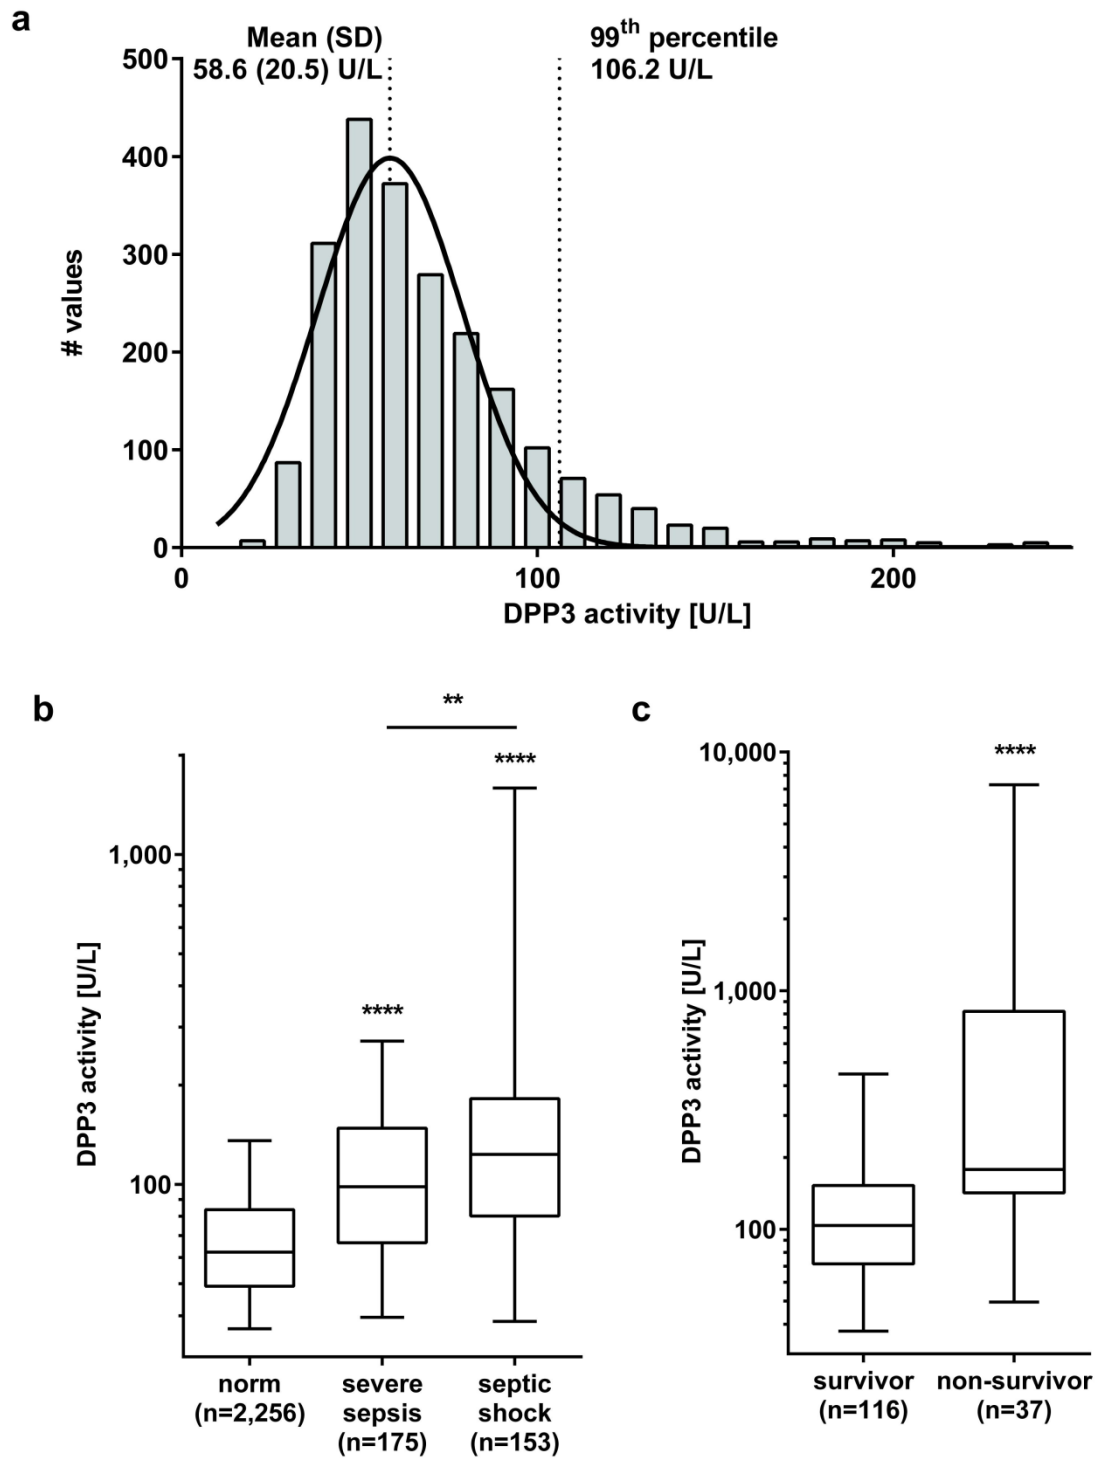 a
Mean (SD)
58.6 (20.5) U/L
99th percentile
106.2 U/L
500
400
300
200
100
0
# values
0
100
200
DPP3 activity [U/L]
b
**
****
****
1,000
100
DPP3 activity [U/L]
norm
(n=2,256)
severe
sepsis
(n=175)
septic
shock
(n=153)
c
****
10,000
1,000
100
DPP3 activity [U/L]
survivor
(n=116)
non-survivor
(n=37)